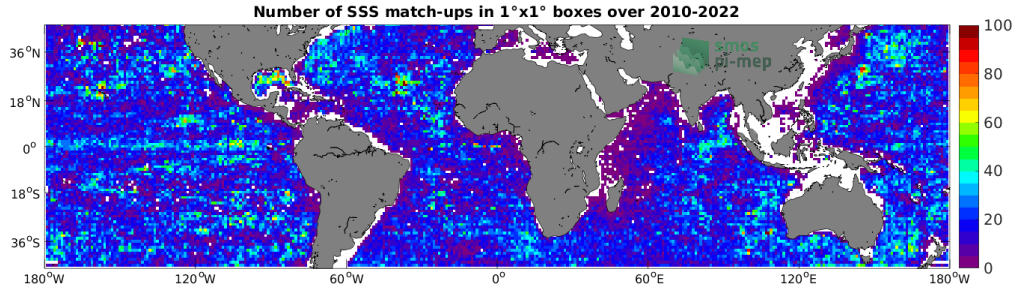 Number of SSS match-ups in 1°x1° boxes over 2010-2022
36°N
18°N
0°
18°S
36°S
180°W
120°W
60°W
0°
60°E
120°E
180°W
100
80
60
40
20
0
smos
pi-mep